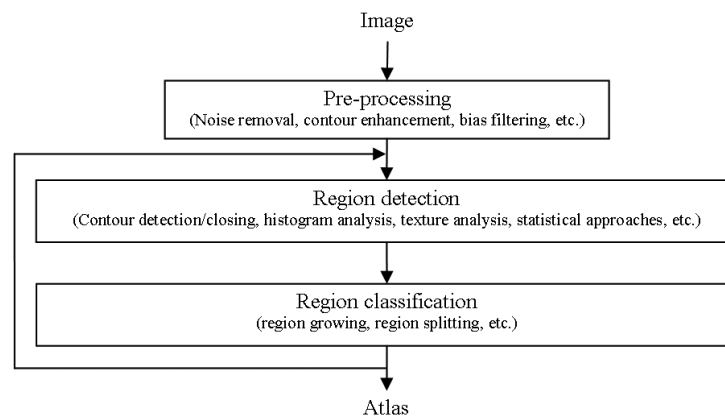 Image
Pre-processing
(Noise removal, contour enhancement, bias filtering, etc.)
Region detection
(Contour detection/closing, histogram analysis, texture analysis, statistical approaches, etc.)
Region classification
(region growing, region splitting, etc.)
Atlas